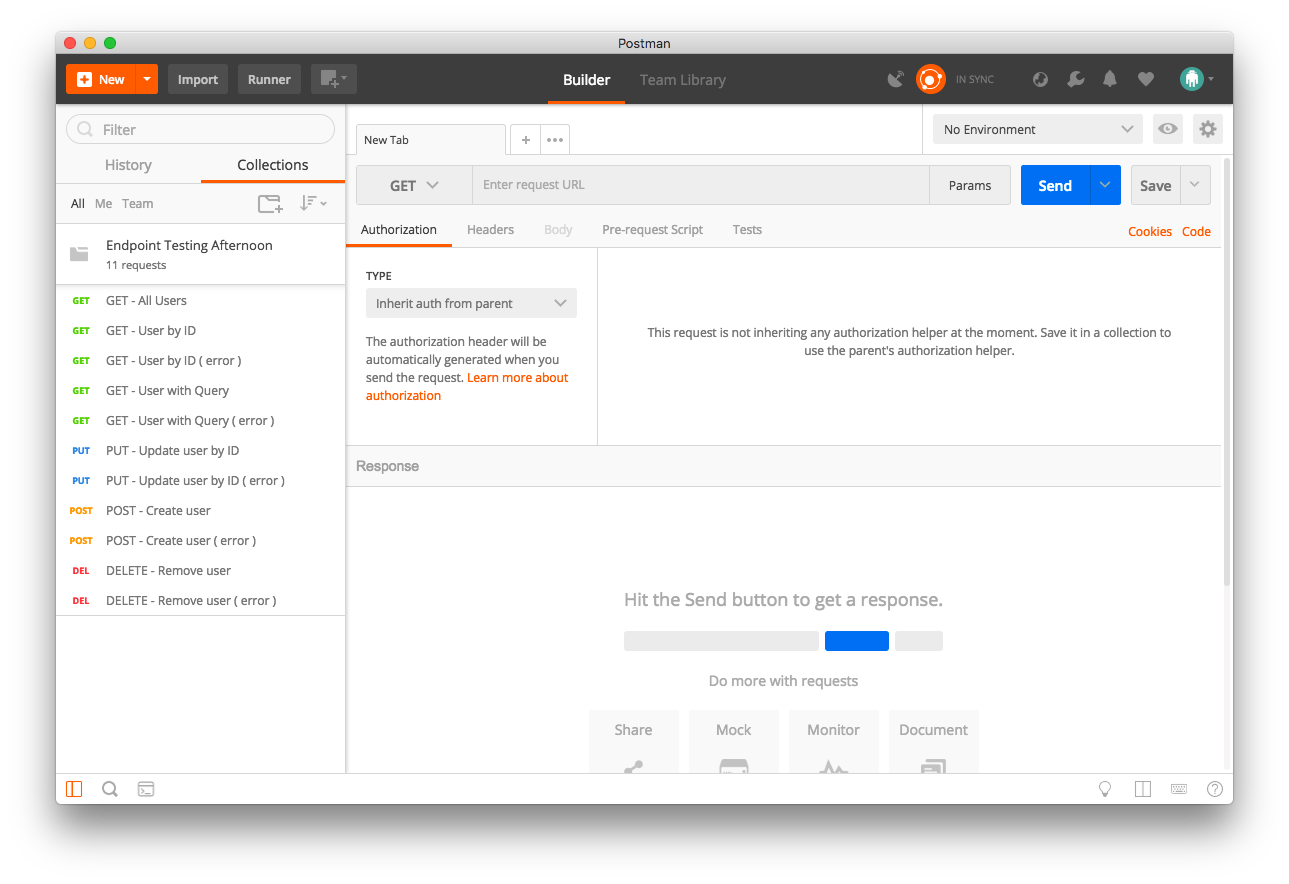 Postman
New
Import
Runner
Builder
Team Library
IN SYNC
Filter
History
Collections
All
Me
Team
Endpoint Testing Afternoon
11 requests
GET GET - All Users
GET GET - User by ID
GET GET - User by ID ( error )
GET GET - User with Query
GET GET - User with Query ( error )
PUT PUT - Update user by ID
PUT PUT - Update user by ID ( error )
POST POST - Create user
POST POST - Create user ( error )
DEL DELETE - Remove user
DEL DELETE - Remove user ( error )
New Tab
No Environment
GET
Enter request URL
Params
Send
Save
Authorization
Headers
Body
Pre-request Script
Tests
Cookies
Code
TYPE
Inherit auth from parent
The authorization header will be
automatically generated when you
send the request. Learn more about
authorization
This request is not inheriting any authorization helper at the moment. Save it in a collection to
use the parent's authorization helper.
Response
Hit the Send button to get a response.
Do more with requests
Share
Mock
Monitor
Document